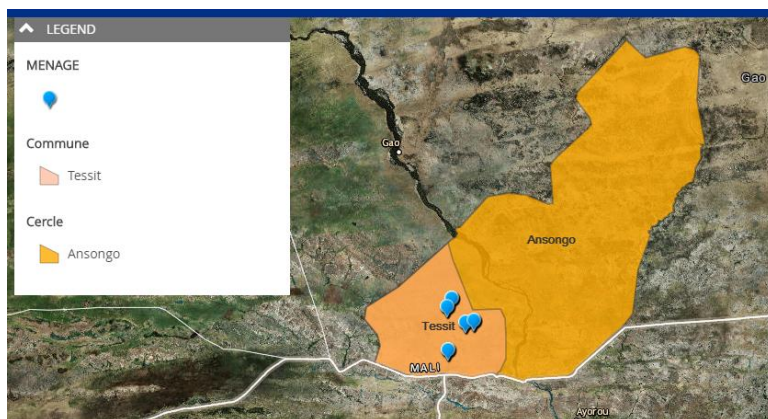 LEGEND
MENAGE
Commune
Tessit
Cercle
Ansongo
Gao
Gao
Ansongo
Tessit
MALI
Ayorou